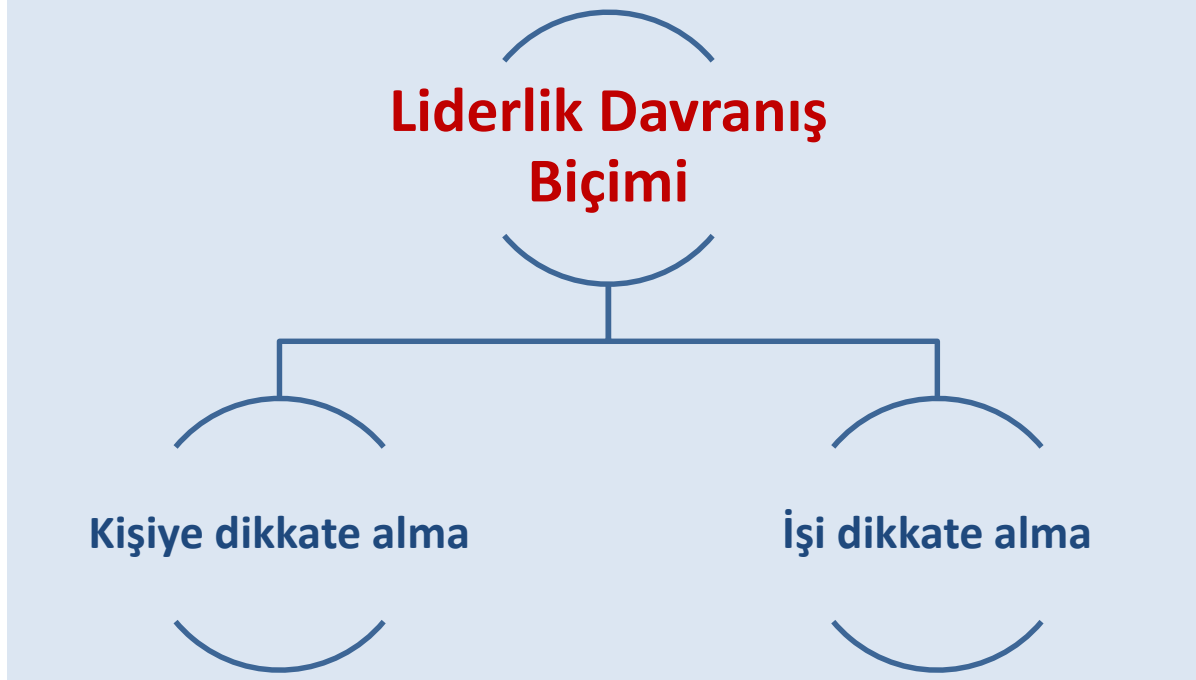 Liderlik Davranış
Biçimi
Kişiye dikkate alma
İşi dikkate alma